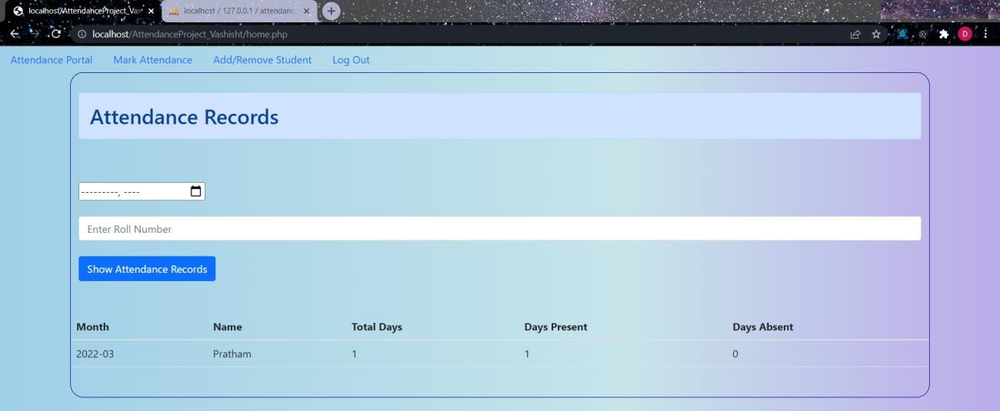 localhost/AttendanceProject_Vas
localhost / 127.0.0.1 / attendanc
localhost/AttendanceProject_Vashisht/home.php
D
Attendance Portal Mark Attendance Add/Remove Student Log Out
Attendance Records
---------, ----
Enter Roll Number
Show Attendance Records
Month Name Total Days Days Present Days Absent
2022-03 Pratham 1 1 0